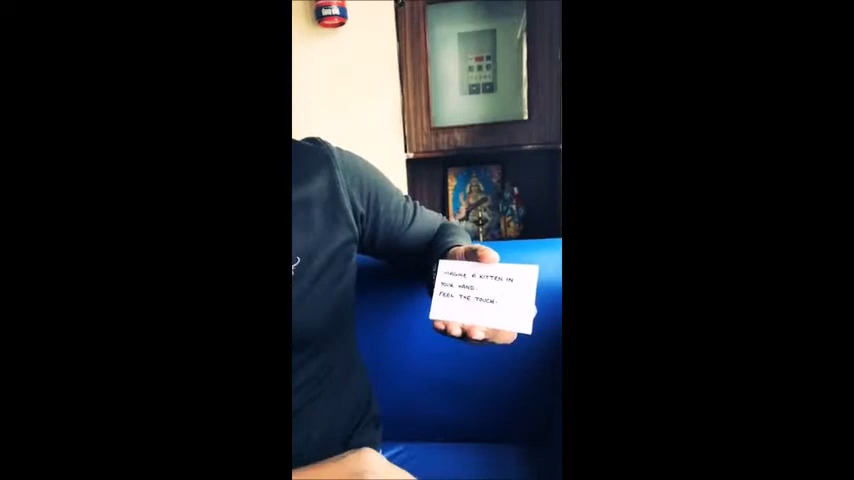 IMAGINE A KITTEN IN
YOUR HAND.
FEEL THE TOUCH.